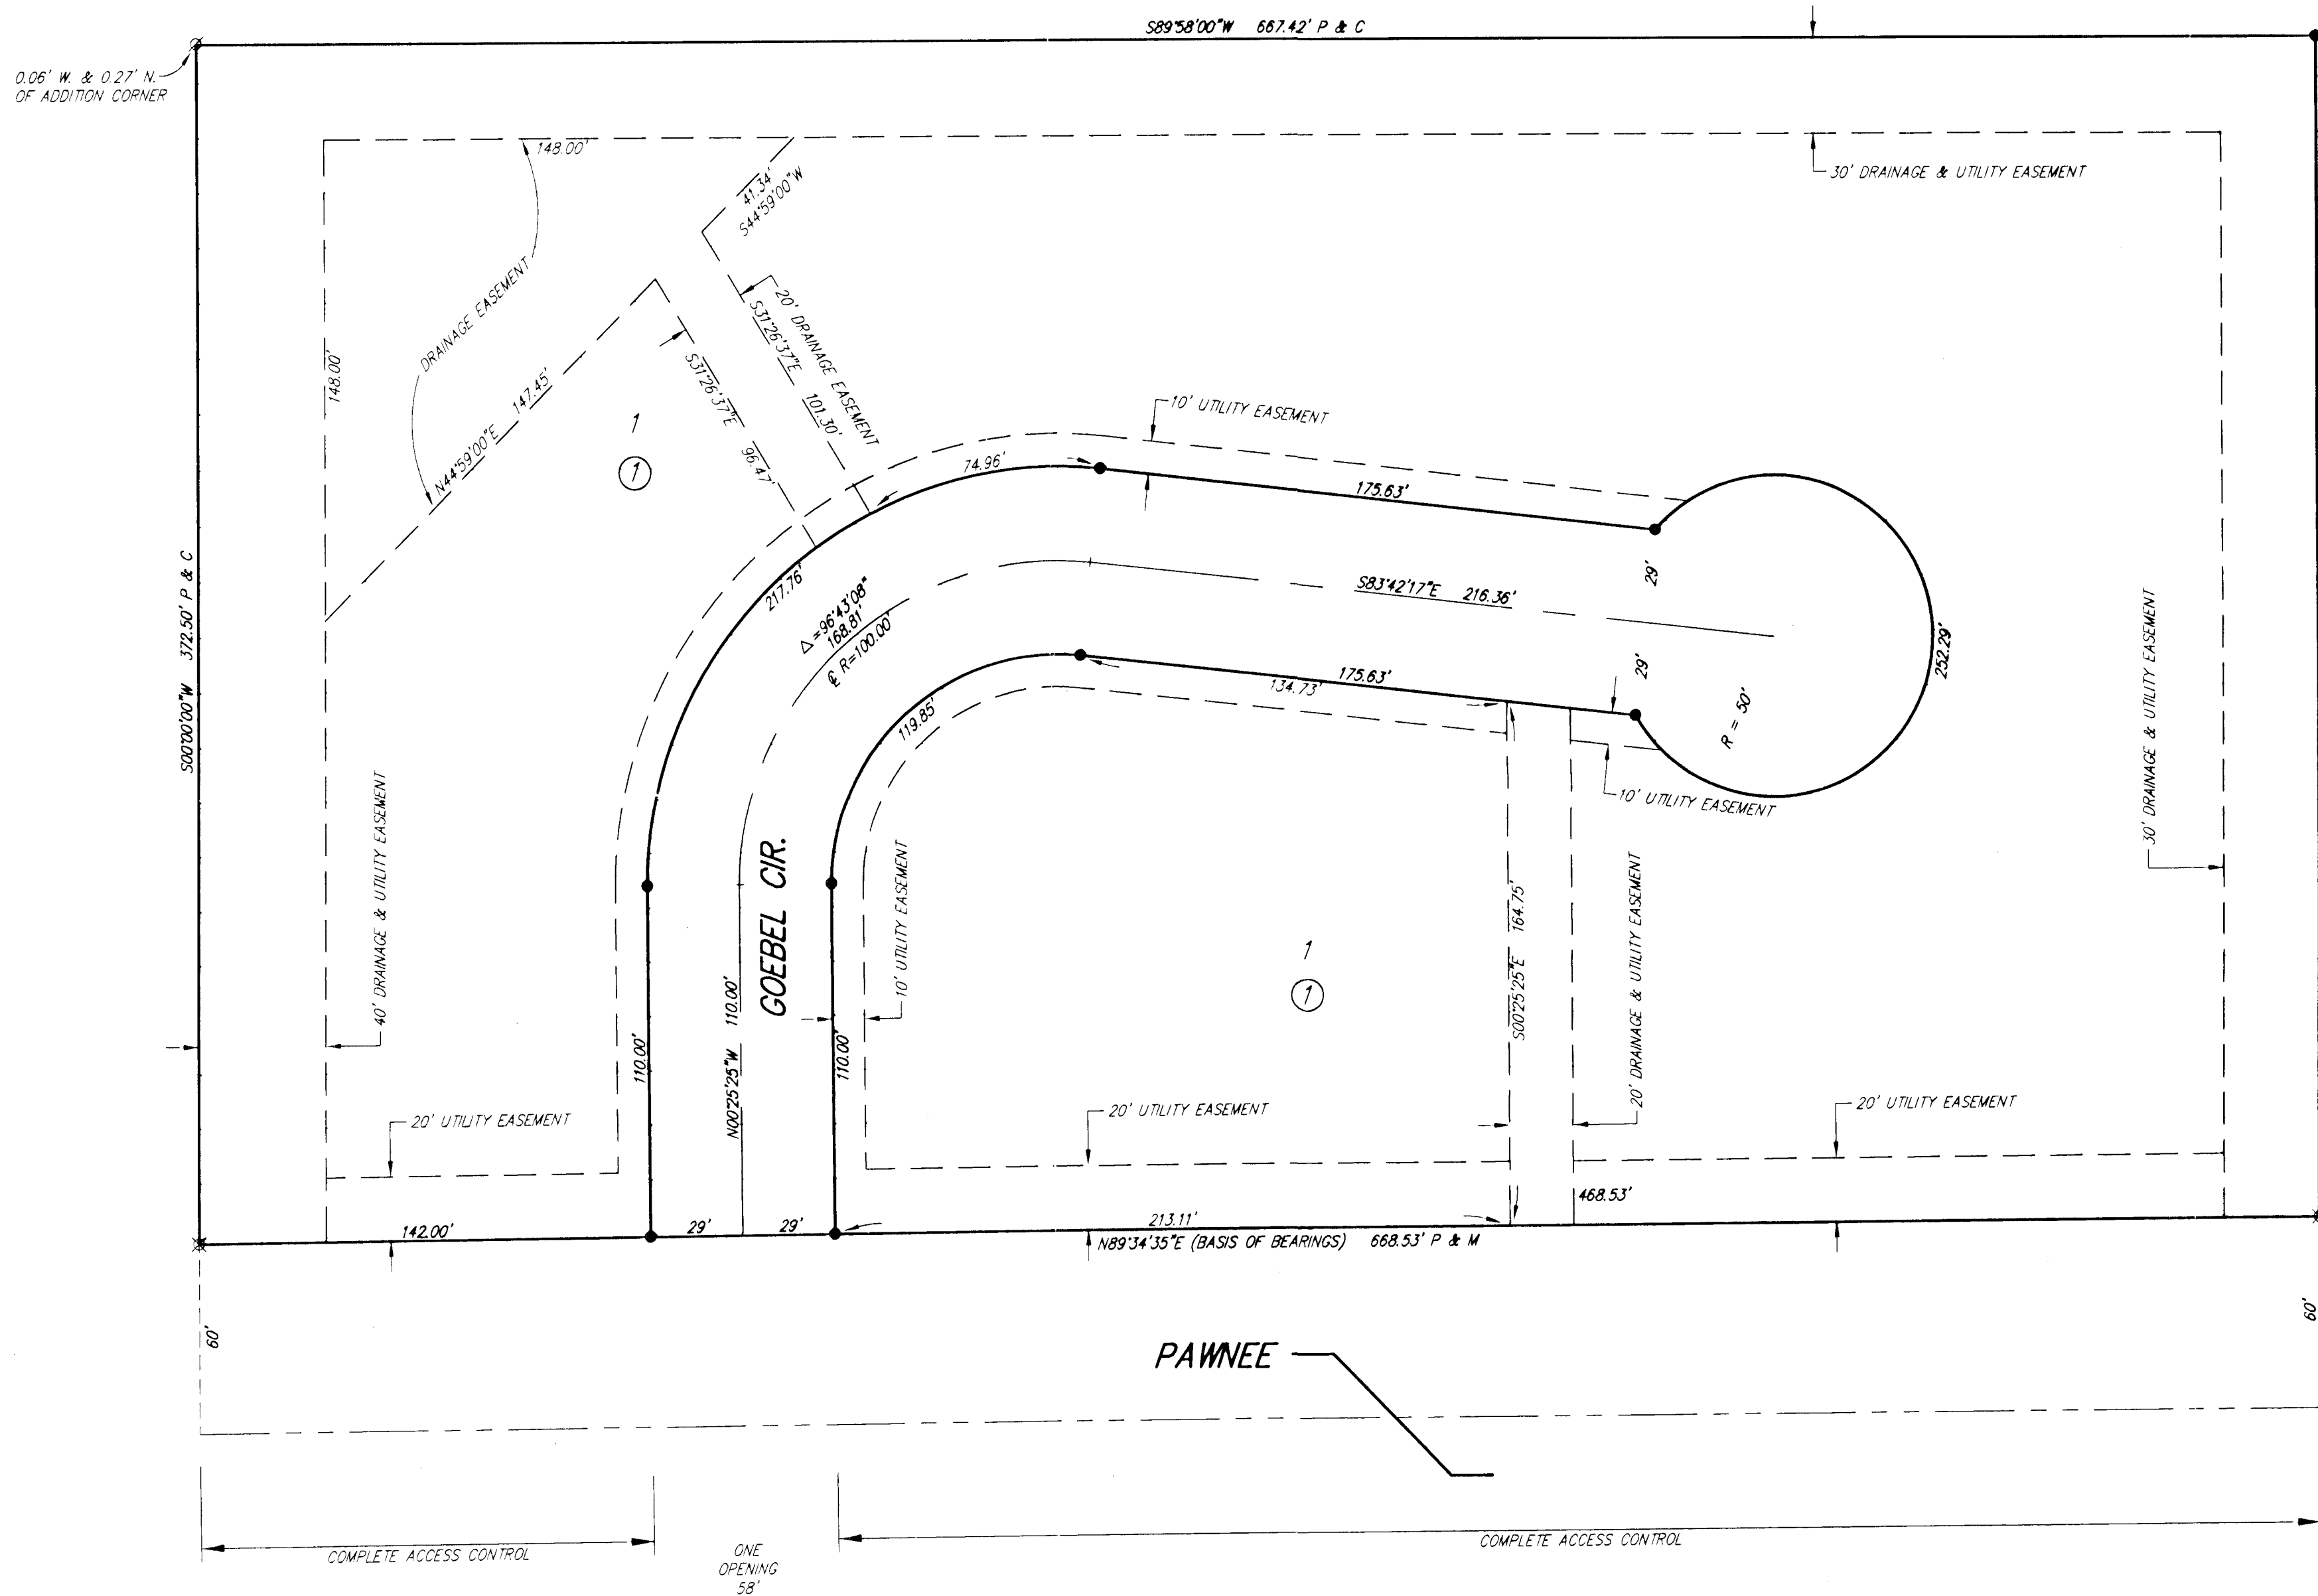 S89°58'00"W 667.42' P & C
0.06' W. & 0.27' N.
OF ADDITION CORNER
148.00'
41.34'
S44°59'00"W
30' DRAINAGE & UTILITY EASEMENT
DRAINAGE EASEMENT
148.00'
20' DRAINAGE EASEMENT
S31°26'37"E 101.30'
S31°26'37"E 96.47'
N44°59'00"E 147.45'
1
1
10' UTILITY EASEMENT
74.96'
175.63'
29'
217.76'
Δ=96°43'08"
168.81'
℄ R=100.00'
S83°42'17"E 216.36'
S00°00'00"W 372.50' P & C
252.29'
29'
175.63'
134.73'
R = 50'
119.85'
30' DRAINAGE & UTILITY EASEMENT
10' UTILITY EASEMENT
40' DRAINAGE & UTILITY EASEMENT
GOEBEL CIR.
10' UTILITY EASEMENT
1
1
S00°25'25"E 164.75'
20' DRAINAGE & UTILITY EASEMENT
110.00'
N00°25'25"W 110.00'
110.00'
20' UTILITY EASEMENT
20' UTILITY EASEMENT
20' UTILITY EASEMENT
468.53'
142.00'
29'
29'
213.11'
N89°34'35"E (BASIS OF BEARINGS) 668.53' P & M
60'
60'
PAWNEE
COMPLETE ACCESS CONTROL
ONE
OPENING
58'
COMPLETE ACCESS CONTROL